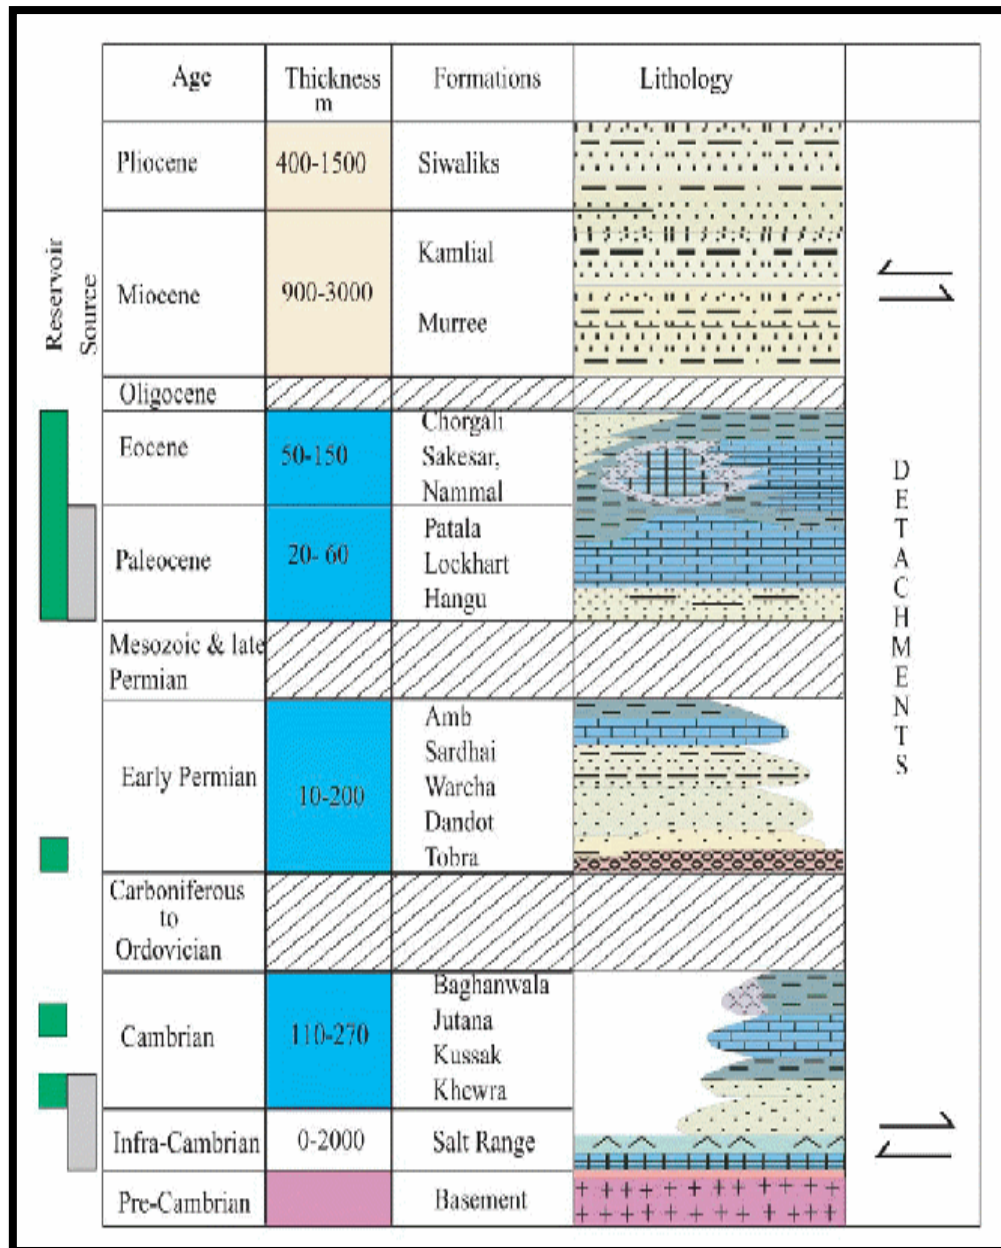 Age
Thickness
m
Formations
Lithology
Reservoir
Source
Pliocene
400-1500
Siwaliks
Miocene
900-3000
Kamlial
Murree
Oligocene
Eocene
50-150
Chorgali
Sakesar,
Nammal
Paleocene
20- 60
Patala
Lockhart
Hangu
Mesozoic & late
Permian
Early Permian
10-200
Amb
Sardhai
Warcha
Dandot
Tobra
Carboniferous
to
Ordovician
Cambrian
110-270
Baghanwala
Jutana
Kussak
Khewra
Infra-Cambrian
0-2000
Salt Range
Pre-Cambrian
Basement
DETACHMENTS